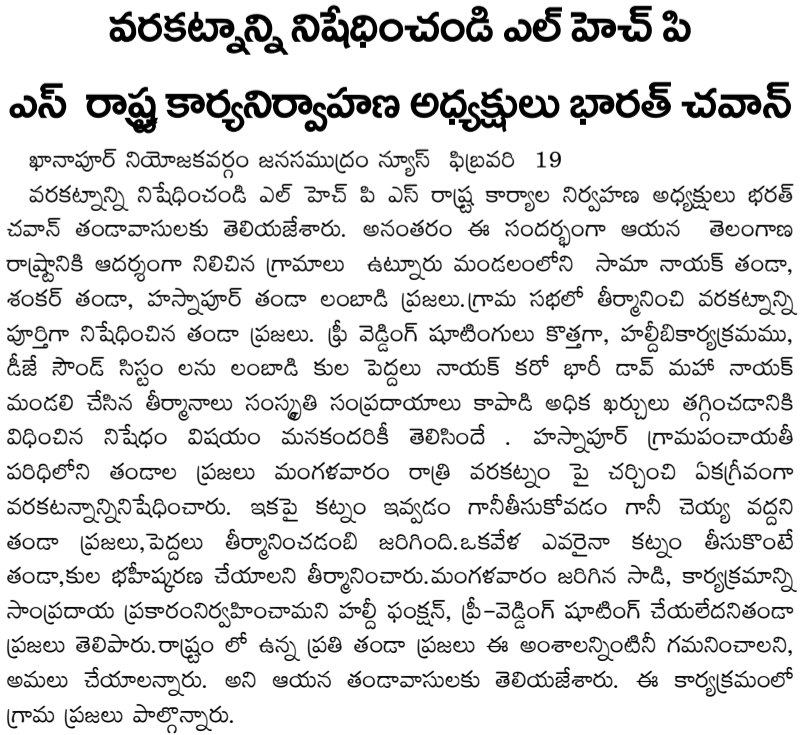 వరకట్నాన్ని నిషేధించండి ఎల్ హెచ్ పి
ఎస్ రాష్ట్ర కార్యనిర్వాహణ అధ్యక్షులు భారత్ చవాన్
ఖానాపూర్ నియోజకవర్గం జనసముద్రం న్యూస్ ఫిబ్రవరి 19
వరకట్నాన్ని నిషేధించండి ఎల్ హెచ్ పి ఎస్ రాష్ట్ర కార్యాల నిర్వహణ అధ్యక్షులు భరత్
చవాన్ తండావాసులకు తెలియజేశారు. అనంతరం ఈ సందర్భంగా ఆయన తెలంగాణ
రాష్ట్రానికి ఆదర్శంగా నిలిచిన గ్రామాలు ఉట్నూరు మండలంలోని సామా నాయక్ తండా,
శంకర్ తండా, హస్నాపూర్ తండా లంబాడి ప్రజలు.గ్రామ సభలో తీర్మానించి వరకట్నాన్ని
పూర్తిగా నిషేధించిన తండా ప్రజలు. ఫ్రీ వెడ్డింగ్ షూటింగులు కొత్తగా, హల్దీబికార్యక్రమము,
డీజే సౌండ్ సిస్టం లను లంబాడి కుల పెద్దలు నాయక్ కరో భారీ డావ్ మహా నాయక్
మండలి చేసిన తీర్మానాలు సంస్కృతి సంప్రదాయాలు కాపాడి అధిక ఖర్చులు తగ్గించడానికి
విధించిన నిషేధం విషయం మనకందరికీ తెలిసిందే . హస్నాపూర్ గ్రామపంచాయతీ
పరిధిలోని తండాల ప్రజలు మంగళవారం రాత్రి వరకట్నం పై చర్చించి ఏకగ్రీవంగా
వరకటన్నాన్నినిషేధించారు. ఇకపై కట్నం ఇవ్వడం గానీతీసుకోవడం గానీ చెయ్య వద్దని
తండా ప్రజలు,పెద్దలు తీర్మానించడంబి జరిగింది.ఒకవేళ ఎవరైనా కట్నం తీసుకొంటే
తండా,కుల భహిష్కరణ చేయాలని తీర్మానించారు.మంగళవారం జరిగిన సాడి, కార్యక్రమాన్ని
సాంప్రదాయ ప్రకారంనిర్వహించామని హల్దీ ఫంక్షన్, ప్రీ-వెడ్డింగ్ షూటింగ్ చేయలేదనితండా
ప్రజలు తెలిపారు.రాష్ట్రం లో ఉన్న ప్రతి తండా ప్రజలు ఈ అంశాలన్నింటినీ గమనించాలని,
అమలు చేయాలన్నారు. అని ఆయన తండావాసులకు తెలియజేశారు. ఈ కార్యక్రమంలో
గ్రామ ప్రజలు పాల్గొన్నారు.